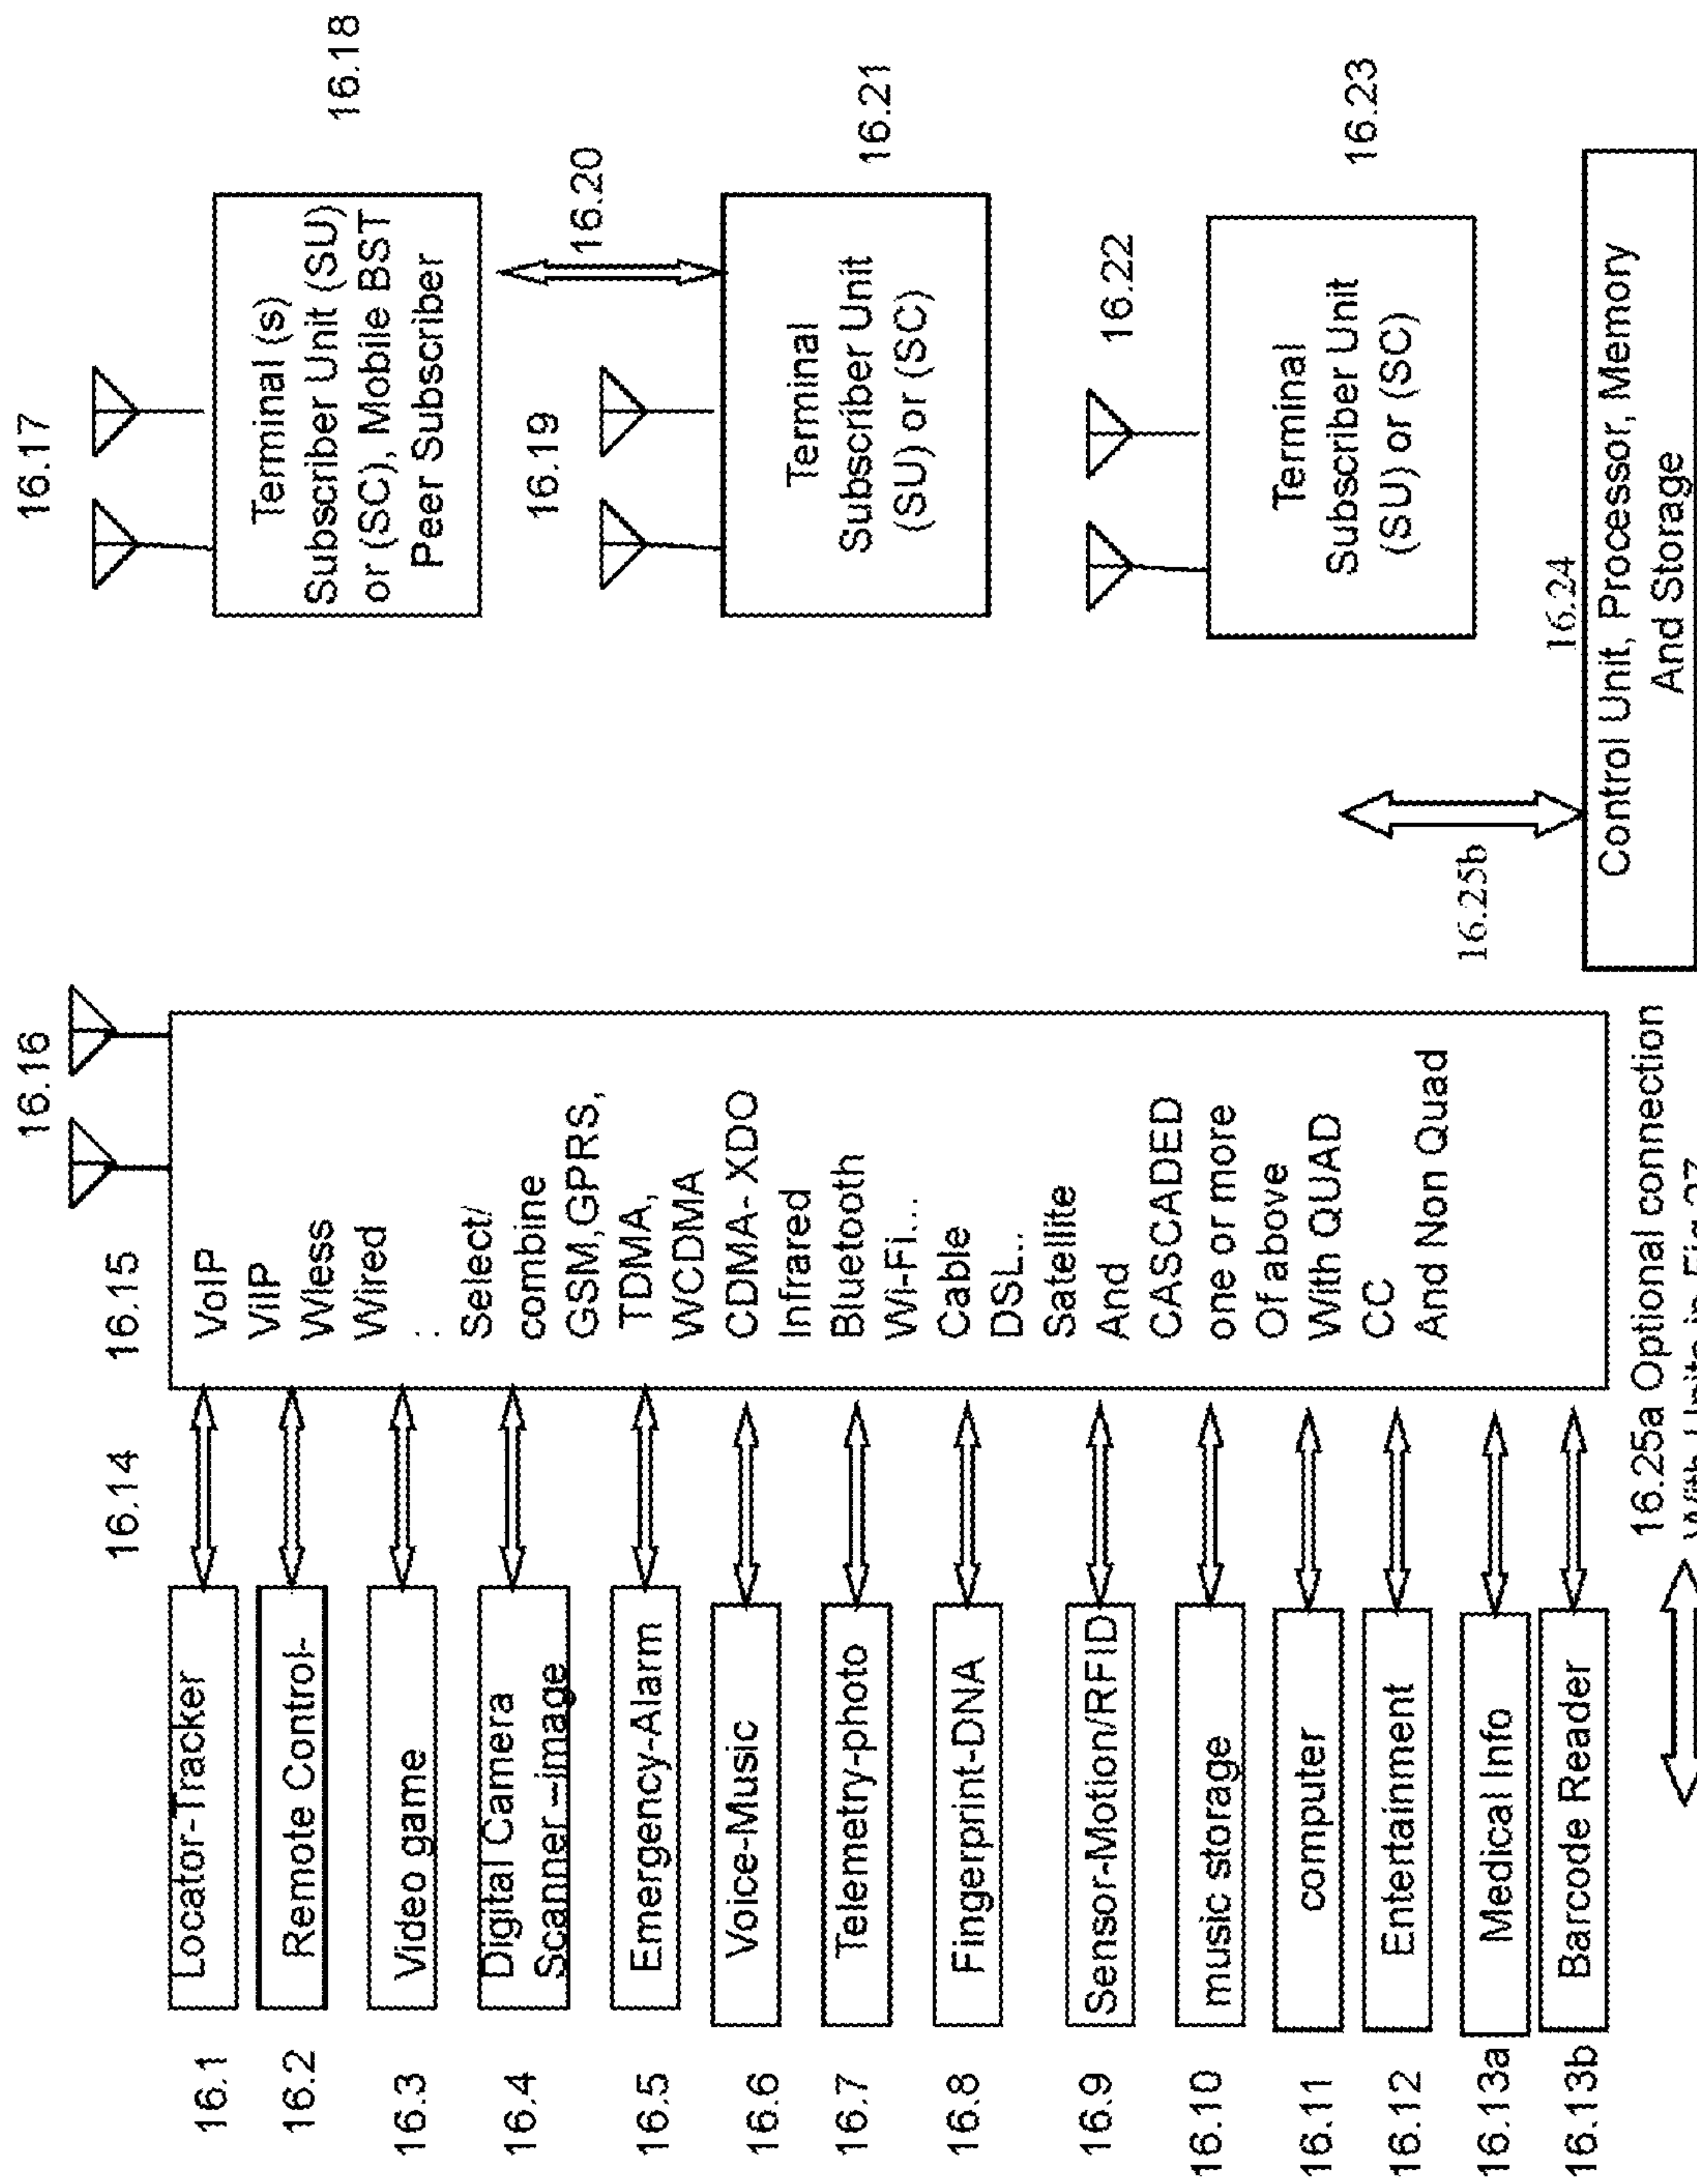 16.1
Locator-Tracker
16.2
Remote Control-
16.3
Video game
16.4
Digital Camera
Scanner –image
16.5
Emergency-Alarm
16.6
Voice-Music
16.7
Telemetry-photo
16.8
Fingerprint-DNA
16.9
Sensor-Motion/RFID
16.10
music storage
16.11
computer
16.12
Entertainment
16.13a
Medical Info
16.13b
Barcode Reader
16.14
16.15
16.16
VoIP
ViIP
Wless
Wired
:
Select/
combine
GSM,GPRS,
TDMA,
WCDMA
CDMA- XDO
Infrared
Bluetooth
Wi-Fi...
Cable
DSL..
Satellite
And
CASCADED
one or more
Of above
With QUAD
CC
And Non Quad
16.25a Optional connection
With Units in Fig 27
16.17
Terminal (s)
Subscriber Unit (SU)
or (SC), Mobile BST
Peer Subscriber
16.18
16.19
16.20
Terminal
Subscriber Unit
(SU) or (SC)
16.21
16.22
Terminal
Subscriber Unit
(SU) or (SC)
16.23
16.24
16.25b
Control Unit, Processor, Memory
And Storage